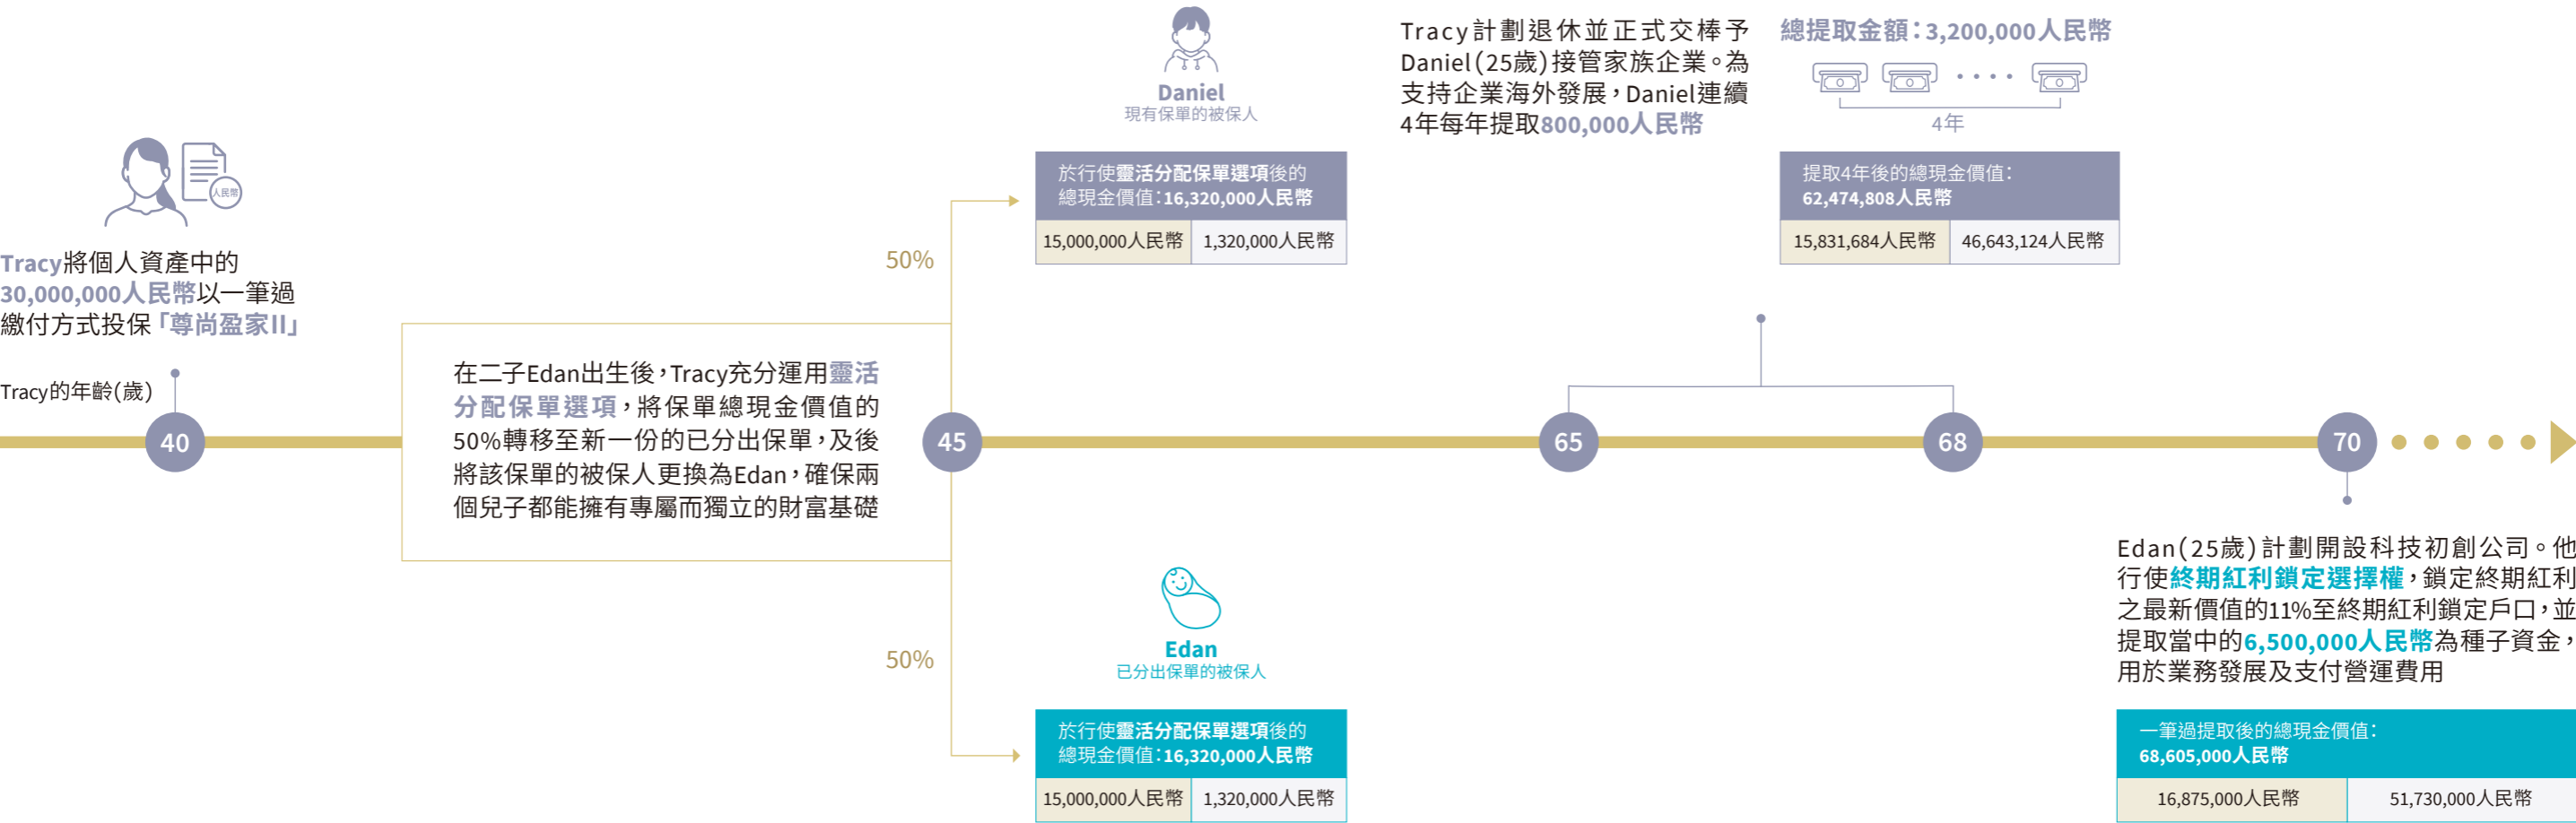 Tracy將個人資產中的
30,000,000人民幣以一筆過
繳付方式投保「尊尚盈家II」
人民幣
Tracy的年齡(歲)
40
在二子Edan出生後，Tracy充分運用靈活
分配保單選項，將保單總現金價值的
50%轉移至新一份的已分出保單，及後
將該保單的被保人更換為Edan，確保兩
個兒子都能擁有專屬而獨立的財富基礎
45
50%
Daniel
現有保單的被保人
於行使靈活分配保單選項後的
總現金價值：16,320,000人民幣
15,000,000人民幣
1,320,000人民幣
50%
Edan
已分出保單的被保人
於行使靈活分配保單選項後的
總現金價值：16,320,000人民幣
15,000,000人民幣
1,320,000人民幣
Tracy計劃退休並正式交棒予
Daniel（25歲）接管家族企業。為
支持企業海外發展，Daniel連續
4年每年提取800,000人民幣
總提取金額：3,200,000人民幣
4年
提取4年後的總現金價值：
62,474,808人民幣
15,831,684人民幣
46,643,124人民幣
65
68
70
Edan（25歲）計劃開設科技初創公司。他
行使終期紅利鎖定選擇權，鎖定終期紅利
之最新價值的11%至終期紅利鎖定戶口，並
提取當中的6,500,000人民幣為種子資金，
用於業務發展及支付營運費用
一筆過提取後的總現金價值：
68,605,000人民幣
16,875,000人民幣
51,730,000人民幣